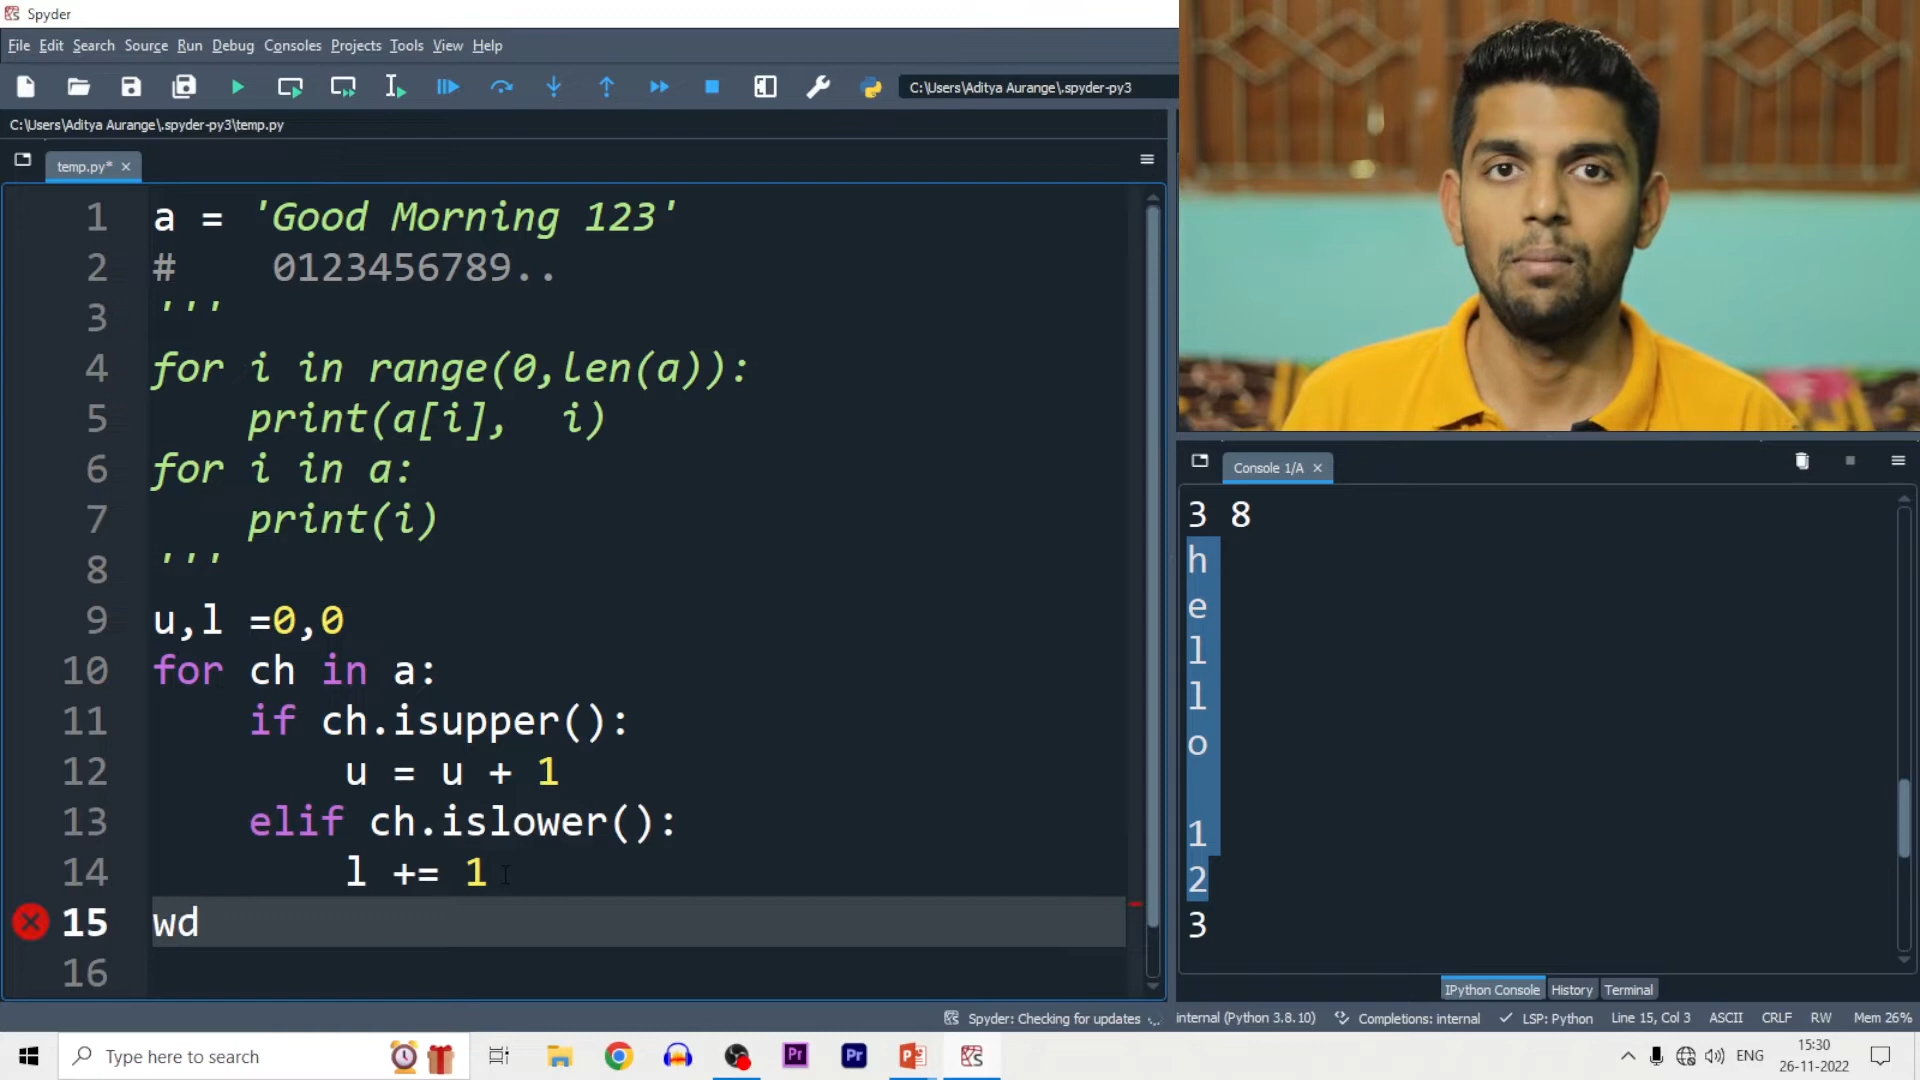 Spyder
File Edit Search Source Run Debug Consoles Projects Tools View Help
C:\Users\Aditya Aurange\.spyder-py3
C:\Users\Aditya Aurange\.spyder-py3\temp.py
temp.py*
1 a = 'Good Morning 123'
2 # 0123456789..
3 '''
4 for i in range(0,len(a)):
5 print(a[i], i)
6 for i in a:
7 print(i)
8 '''
9 u,l =0,0
10 for ch in a:
11 if ch.isupper():
12 u = u + 1
13 elif ch.islower():
14 l += 1
15 wd
16
Console 1/A
3 8
h
e
l
l
o
1
2
3
IPython Console History Terminal
Spyder: Checking for updates internal (Python 3.8.10) Completions: internal LSP: Python Line 15, Col 3 ASCII CRLF RW Mem 26%
Type here to search
Pr Pr
ENG
15:30
26-11-2022